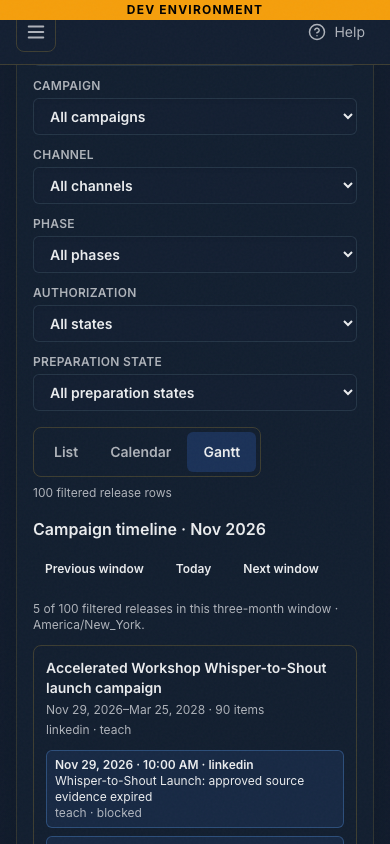 DEV ENVIRONMENT
Help
CAMPAIGN
All campaigns
CHANNEL
All channels
PHASE
All phases
AUTHORIZATION
All states
PREPARATION STATE
All preparation states
List Calendar Gantt
100 filtered release rows
Campaign timeline · Nov 2026
Previous window Today Next window
5 of 100 filtered releases in this three-month window ·
America/New_York.
Accelerated Workshop Whisper-to-Shout
launch campaign
Nov 29, 2026–Mar 25, 2028 · 90 items
linkedin · teach
Nov 29, 2026 · 10:00 AM · linkedin
Whisper-to-Shout Launch: approved source
evidence expired
teach · blocked